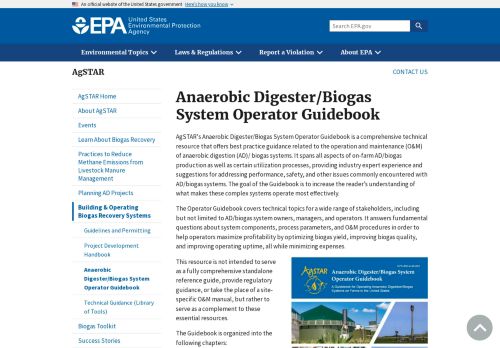 An official website of the United States government Here's how you know
EPA United States
Environmental Protection
Agency
Search EPA.gov
Environmental Topics Laws & Regulations Report a Violation About EPA
AgSTAR
CONTACT US
AgSTAR Home
About AgSTAR
Events
Learn About Biogas Recovery
Practices to Reduce
Methane Emissions from
Livestock Manure
Management
Planning AD Projects
Building & Operating
Biogas Recovery Systems
Guidelines and Permitting
Project Development
Handbook
Anaerobic
Digester/Biogas System
Operator Guidebook
Technical Guidance (Library
of Tools)
Biogas Toolkit
Success Stories
Anaerobic Digester/Biogas
System Operator Guidebook
AgSTAR's Anaerobic Digester/Biogas System Operator Guidebook is a comprehensive technical
resource that offers best practice guidance related to the operation and maintenance (O&M)
of anaerobic digestion (AD)/ biogas systems. It spans all aspects of on-farm AD/biogas
production as well as certain utilization processes, providing industry expert experience and
suggestions for addressing performance, safety, and other issues commonly encountered with
AD/biogas systems. The goal of the Guidebook is to increase the reader's understanding of
what makes these complex systems operate most effectively.
The Operator Guidebook covers technical topics for a wide range of stakeholders, including
but not limited to AD/biogas system owners, managers, and operators. It answers fundamental
questions about system components, process parameters, and O&M procedures in order to
help operators maximize profitability by optimizing biogas yield, improving biogas quality,
and improving operating uptime, all while minimizing expenses.
This resource is not intended to serve
as a fully comprehensive standalone
reference guide, provide regulatory
guidance, or take the place of a site-
specific O&M manual, but rather to
serve as a complement to these
essential resources.
The Guidebook is organized into the
following chapters:
AgSTAR
Anaerobic Digester/Biogas System
Operator Guidebook
A Guidebook for Operating Anaerobic Digestion/Biogas
Systems on Farms in the United States